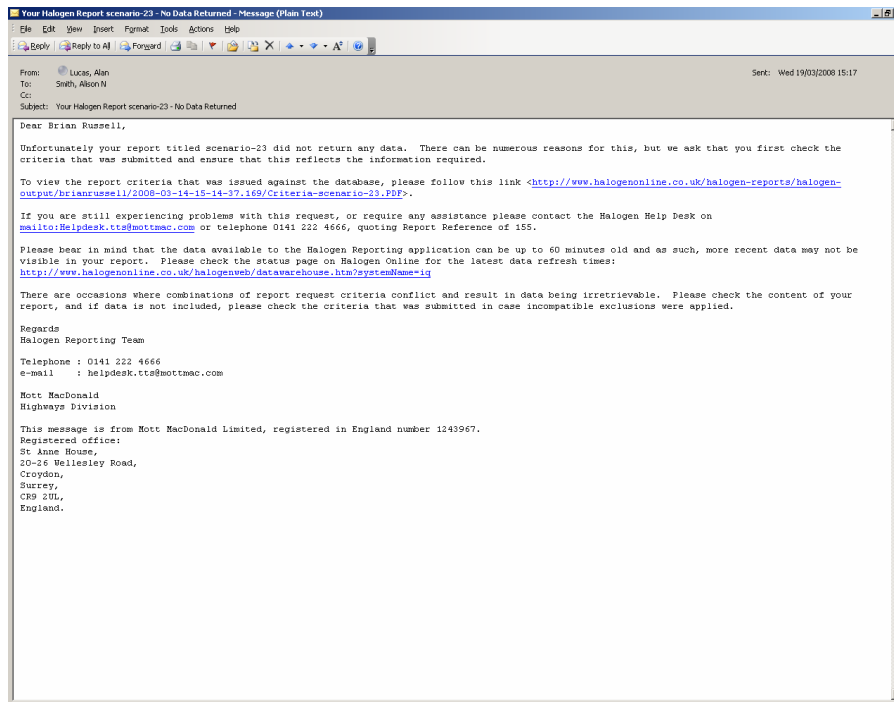 Your Halogen Report scenario-23 - No Data Returned - Message (Plain Text)
File Edit View Insert Format Tools Actions Help
Reply Reply to All Forward
From: Lucas, Alan Sent: Wed 19/03/2008 15:17
To: Smith, Alison N
Cc:
Subject: Your Halogen Report scenario-23 - No Data Returned
Dear Brian Russell,
Unfortunately your report titled scenario-23 did not return any data. There can be numerous reasons for this, but we ask that you first check the
criteria that was submitted and ensure that this reflects the information required.
To view the report criteria that was issued against the database, please follow this link <http://www.halogenonline.co.uk/halogen-reports/halogen-
output/brianrussell/2008-03-14-15-14-37.169/Criteria-scenario-23.PDF>.
If you are still experiencing problems with this request, or require any assistance please contact the Halogen Help Desk on
mailto:Helpdesk.tts@mottmac.com or telephone 0141 222 4666, quoting Report Reference of 155.
Please bear in mind that the data available to the Halogen Reporting application can be up to 60 minutes old and as such, more recent data may not be
visible in your report. Please check the status page on Halogen Online for the latest data refresh times:
http://www.halogenonline.co.uk/halogenweb/datawarehouse.htm?systemName=iq
There are occasions where combinations of report request criteria conflict and result in data being irretrievable. Please check the content of your
report, and if data is not included, please check the criteria that was submitted in case incompatible exclusions were applied.
Regards
Halogen Reporting Team
Telephone : 0141 222 4666
e-mail : helpdesk.tts@mottmac.com
Mott MacDonald
Highways Division
This message is from Mott MacDonald Limited, registered in England number 1243967.
Registered office:
St Anne House,
20-26 Wellesley Road,
Croydon,
Surrey,
CR9 2UL,
England.